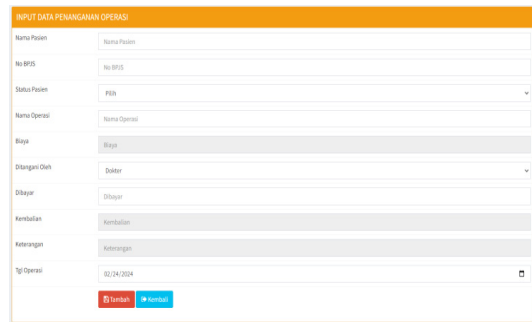 INPUT DATA PENANGANAN OPERASI
Nama Pasien Nama Pasien
No BPJS No BPJS
Status Pasien Pilih
Nama Operasi Nama Operasi
Biaya Biaya
Ditangani Oleh Dokter
Dibayar Dibayar
Kembalian Kembalian
Keterangan Keterangan
Tgl Operasi 02/24/2024
Tambah Kembali